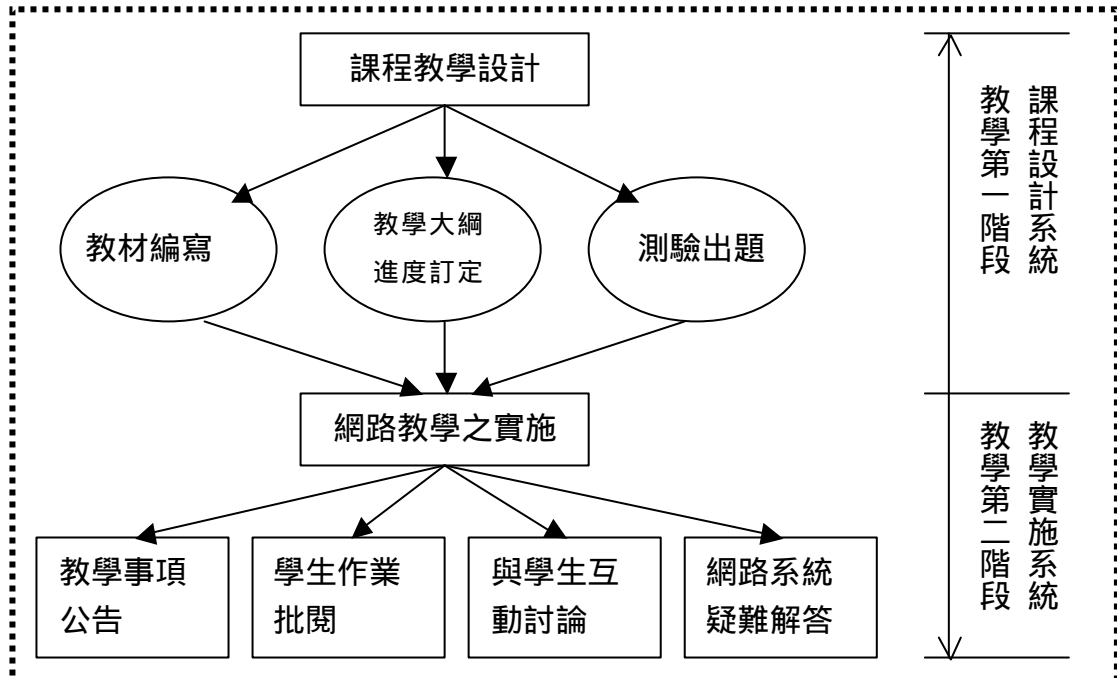 課程教學設計
教材編寫
教學大綱
進度訂定
測驗出題
課程設計系統
教學第一階段
網路教學之實施
教學事項
公告
學生作業
批閱
與學生互
動討論
網路系統
疑難解答
教學實施系統
教學第二階段